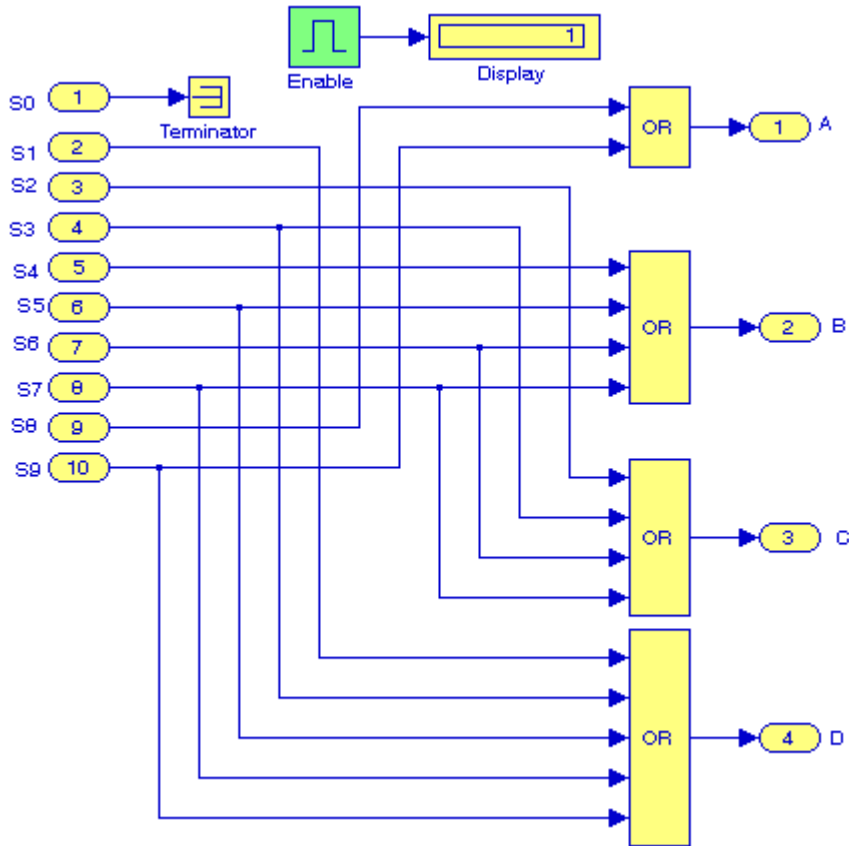 1
Enable
Display
S0 1
Terminator
OR 1 A
S1 2
S2 3
S3 4
S4 5
S5 6
OR 2 B
S6 7
S7 8
S8 9
S9 10
OR 3 C
OR 4 D